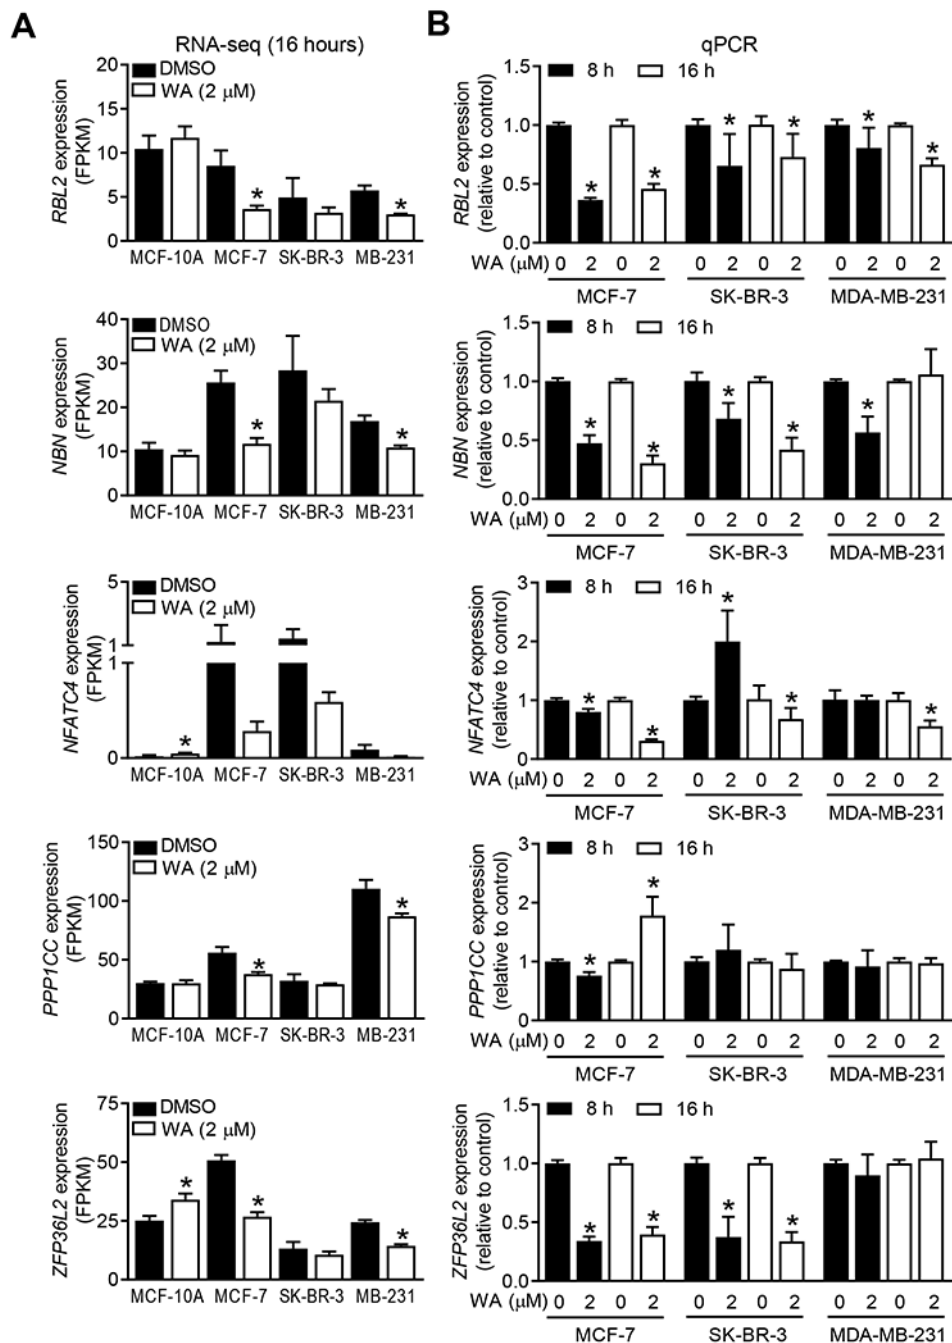 A
B
RNA-seq (16 hours)
qPCR
DMSO
WA (2 μM)
RBL2 expression
(FPKM)
20
15
10
5
0
MCF-10A MCF-7 SK-BR-3 MB-231
*
*
8 h 16 h
RBL2 expression
(relative to control)
1.5
1.0
0.5
0.0
* * * * * *
WA (μM) 0 2 0 2 0 2 0 2 0 2 0 2
MCF-7 SK-BR-3 MDA-MB-231
DMSO
WA (2 μM)
NBN expression
(FPKM)
40
30
20
10
0
MCF-10A MCF-7 SK-BR-3 MB-231
*
*
8 h 16 h
NBN expression
(relative to control)
1.5
1.0
0.5
0.0
* * * * *
WA (μM) 0 2 0 2 0 2 0 2 0 2 0 2
MCF-7 SK-BR-3 MDA-MB-231
DMSO
WA (2 μM)
NFATC4 expression
(FPKM)
5
1
1
0
MCF-10A MCF-7 SK-BR-3 MB-231
*
8 h 16 h
NFATC4 expression
(relative to control)
3
2
1
0
* * * * *
WA (μM) 0 2 0 2 0 2 0 2 0 2 0 2
MCF-7 SK-BR-3 MDA-MB-231
DMSO
WA (2 μM)
PPP1CC expression
(FPKM)
150
100
50
0
MCF-10A MCF-7 SK-BR-3 MB-231
*
*
8 h 16 h
PPP1CC expression
(relative to control)
3
2
1
0
* *
WA (μM) 0 2 0 2 0 2 0 2 0 2 0 2
MCF-7 SK-BR-3 MDA-MB-231
DMSO
WA (2 μM)
ZFP36L2 expression
(FPKM)
75
50
25
0
MCF-10A MCF-7 SK-BR-3 MB-231
*
*
*
8 h 16 h
ZFP36L2 expression
(relative to control)
1.5
1.0
0.5
0.0
* * * *
WA (μM) 0 2 0 2 0 2 0 2 0 2 0 2
MCF-7 SK-BR-3 MDA-MB-231